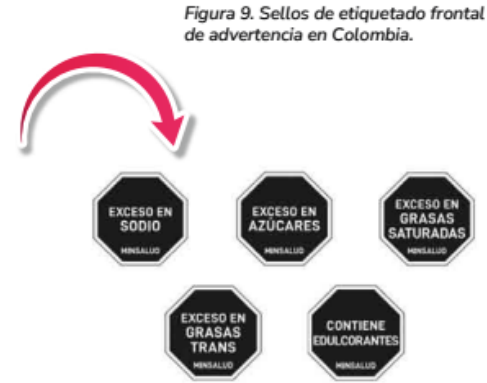 Figura 9. Sellos de etiquetado frontal
de advertencia en Colombia.
EXCESO EN
SODIO
MINSALUD
EXCESO EN
AZÚCARES
MINSALUD
EXCESO EN
GRASAS
SATURADAS
MINSALUD
EXCESO EN
GRASAS
TRANS
MINSALUD
CONTIENE
EDULCORANTES
MINSALUD